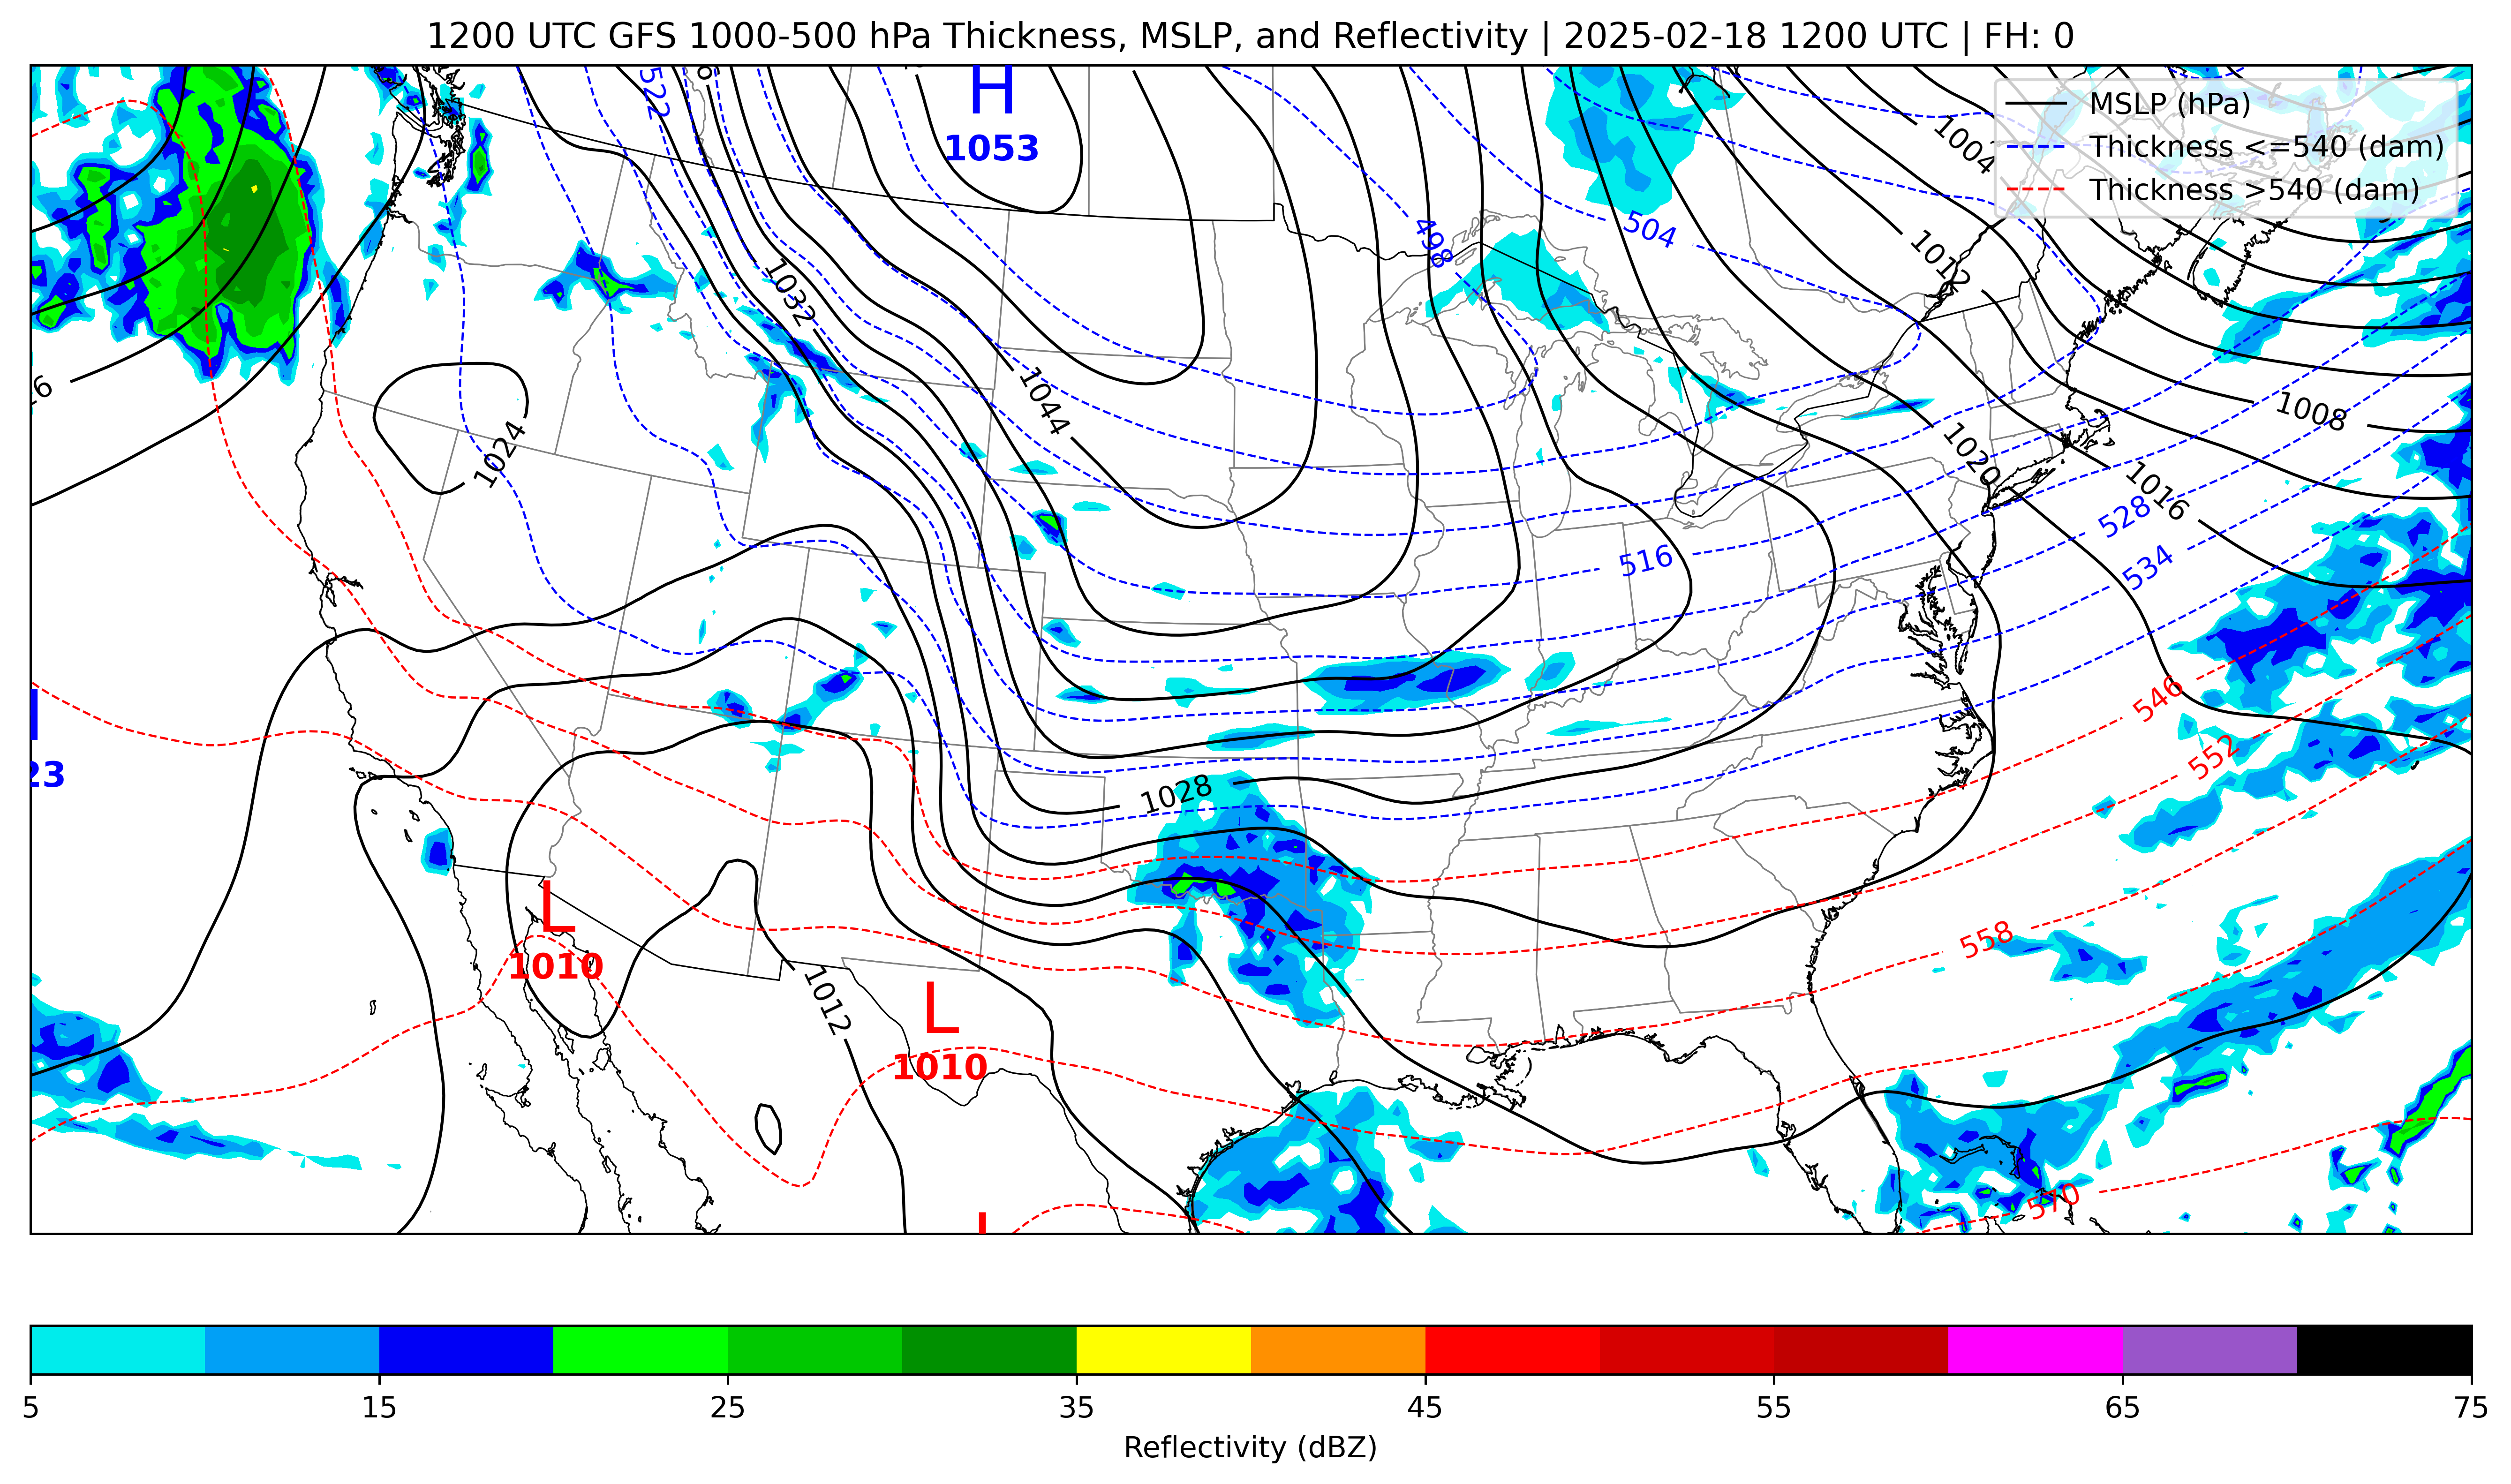 1200 UTC GFS 1000-500 hPa Thickness, MSLP, and Reflectivity | 2025-02-18 1200 UTC | FH: 0
H
1053
MSLP (hPa)
Thickness <=540 (dam)
Thickness >540 (dam)
522
1004
498
504
1012
1032
1044
1008
1024
1020
1016
528
516
534
546
552
23
1028
L
1010
558
L
1010
1012
570
5 15 25 35 45 55 65 75
Reflectivity (dBZ)